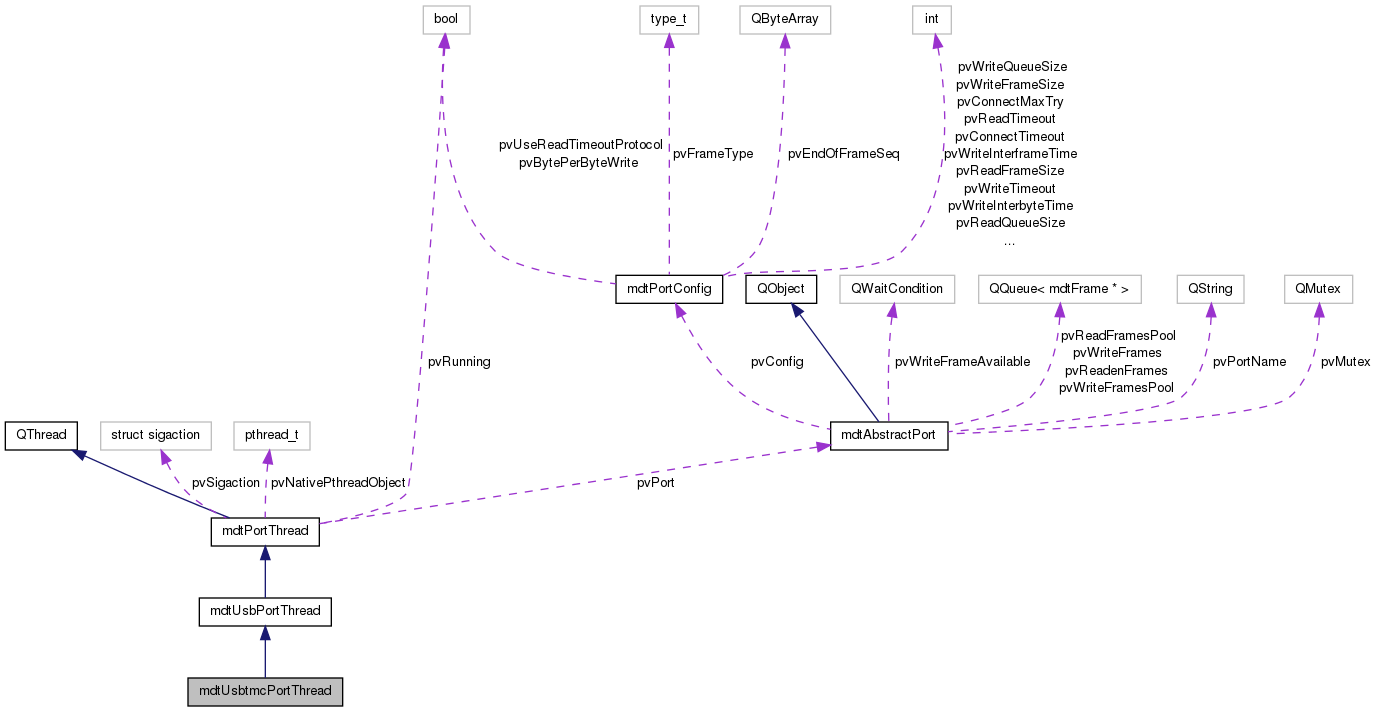 bool
type_t
QByteArray
int
pvWriteQueueSize
pvWriteFrameSize
pvConnectMaxTry
pvReadTimeout
pvConnectTimeout
pvWriteInterframeTime
pvReadFrameSize
pvWriteTimeout
pvWriteInterbyteTime
pvReadQueueSize
...
pvUseReadTimeoutProtocol
pvBytePerByteWrite
pvFrameType
pvEndOfFrameSeq
mdtPortConfig
QObject
QWaitCondition
QQueue< mdtFrame * >
QString
QMutex
pvRunning
pvConfig
pvWriteFrameAvailable
pvReadFramesPool
pvWriteFrames
pvReadenFrames
pvWriteFramesPool
pvPortName
pvMutex
QThread
struct sigaction
pthread_t
mdtAbstractPort
pvSigaction
pvNativePthreadObject
pvPort
mdtPortThread
mdtUsbPortThread
mdtUsbtmcPortThread